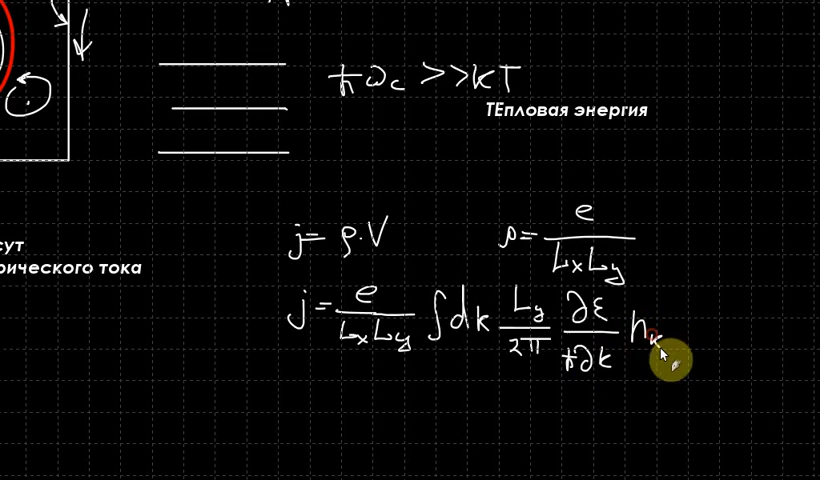 ħω_c >> kT
ТЕпловая энергия
j = ρ·V
ρ = e / (L_x L_y)
сут
рического тока
j = e / (L_x L_y) ∫ dk L_y / 2π ∂ε / ħ∂k n_k